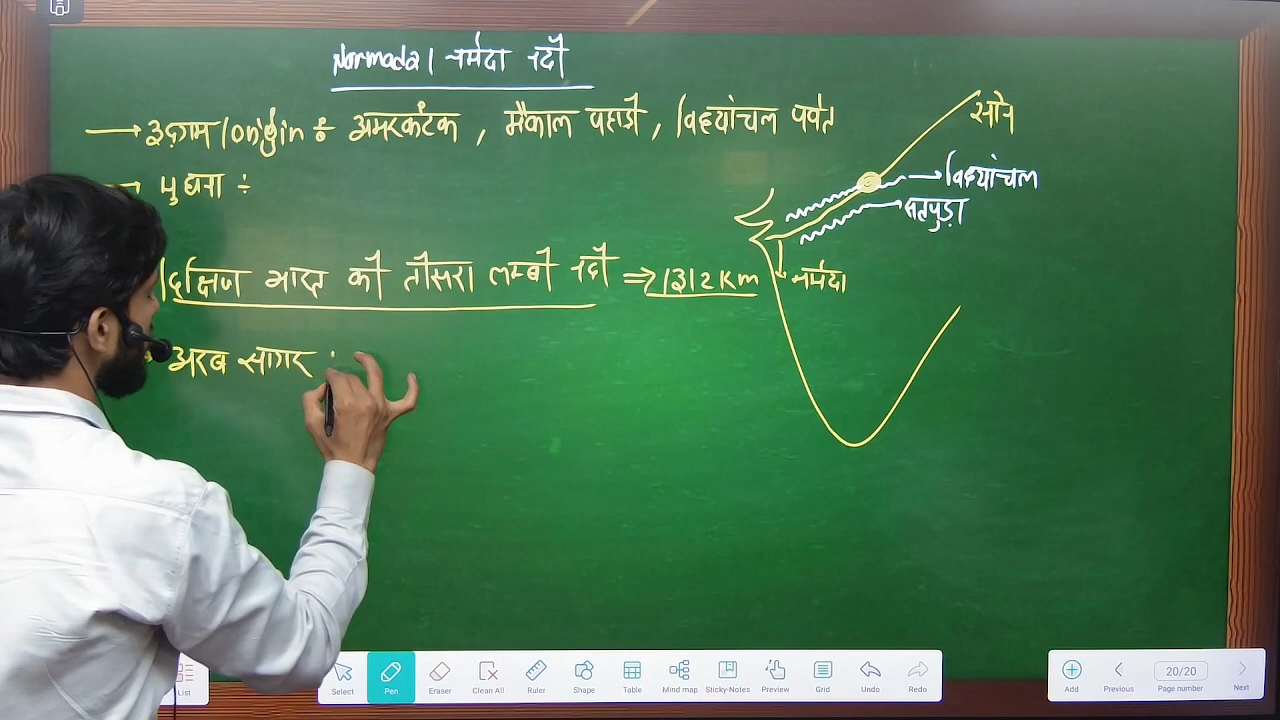 Narmada | नर्मदा नदी
→ उद्गम / origin : अमरकंटक, मैकाल पहाड़ी, विंध्यांचल पर्वत
सोन
विंध्यांचल
सतपुड़ा
नर्मदा
दक्षिण भारत की तीसरी लम्बी नदी ⇒ 1312 Km
अरब सागर :
List
Select Pen Eraser Clean All Ruler Shape Table Mind map Sticky-Notes Preview Grid Undo Redo
20/20
Add Previous Page number Next